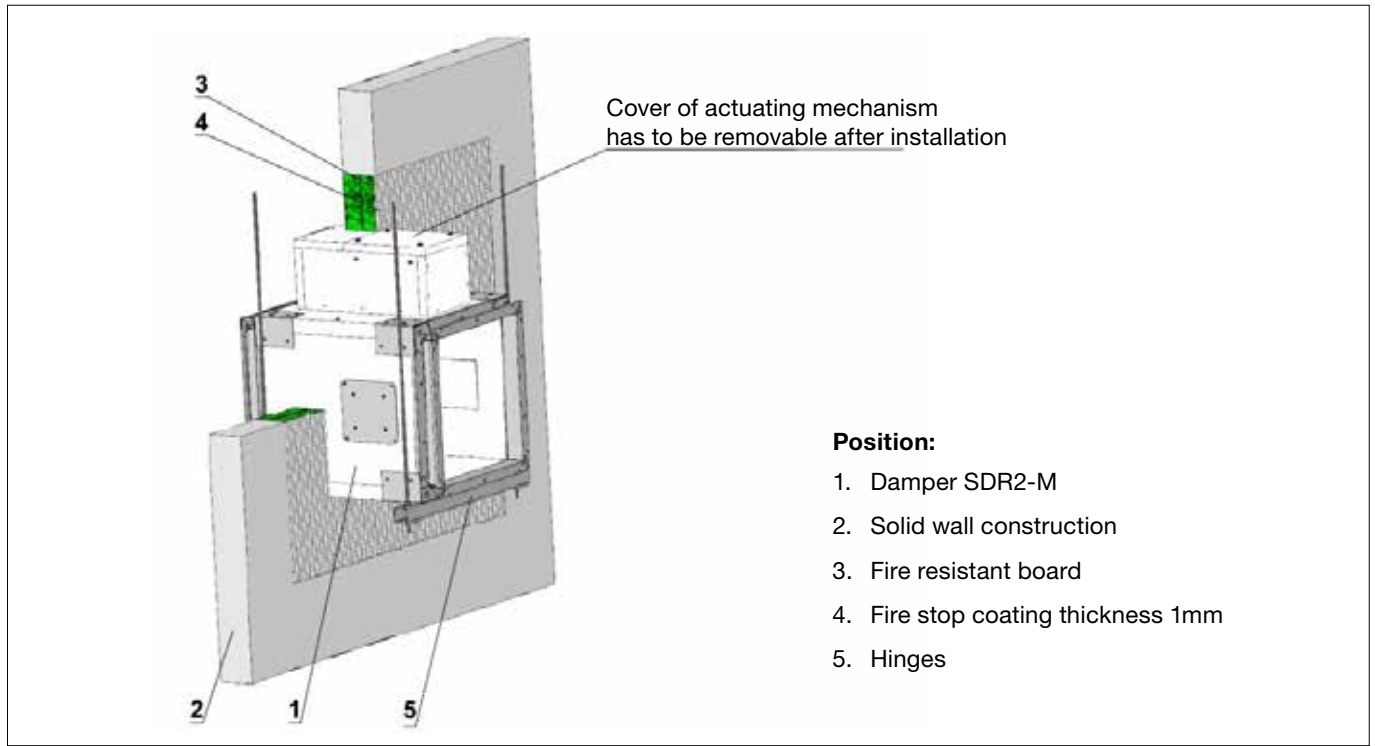 3
4
Cover of actuating mechanism
has to be removable after installation
Position:
1. Damper SDR2-M
2. Solid wall construction
3. Fire resistant board
4. Fire stop coating thickness 1mm
5. Hinges
2
1
5